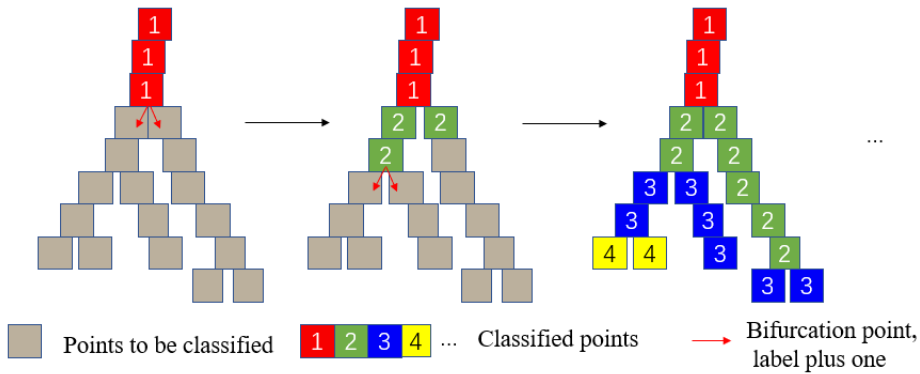 1 1 1
1 1 1
1 1 1
2 2 2 2
2 2 2
3 3 2
3 3 2
4 4 3 2
3 3
Points to be classified
1 2 3 4 ... Classified points
Bifurcation point,
label plus one
...